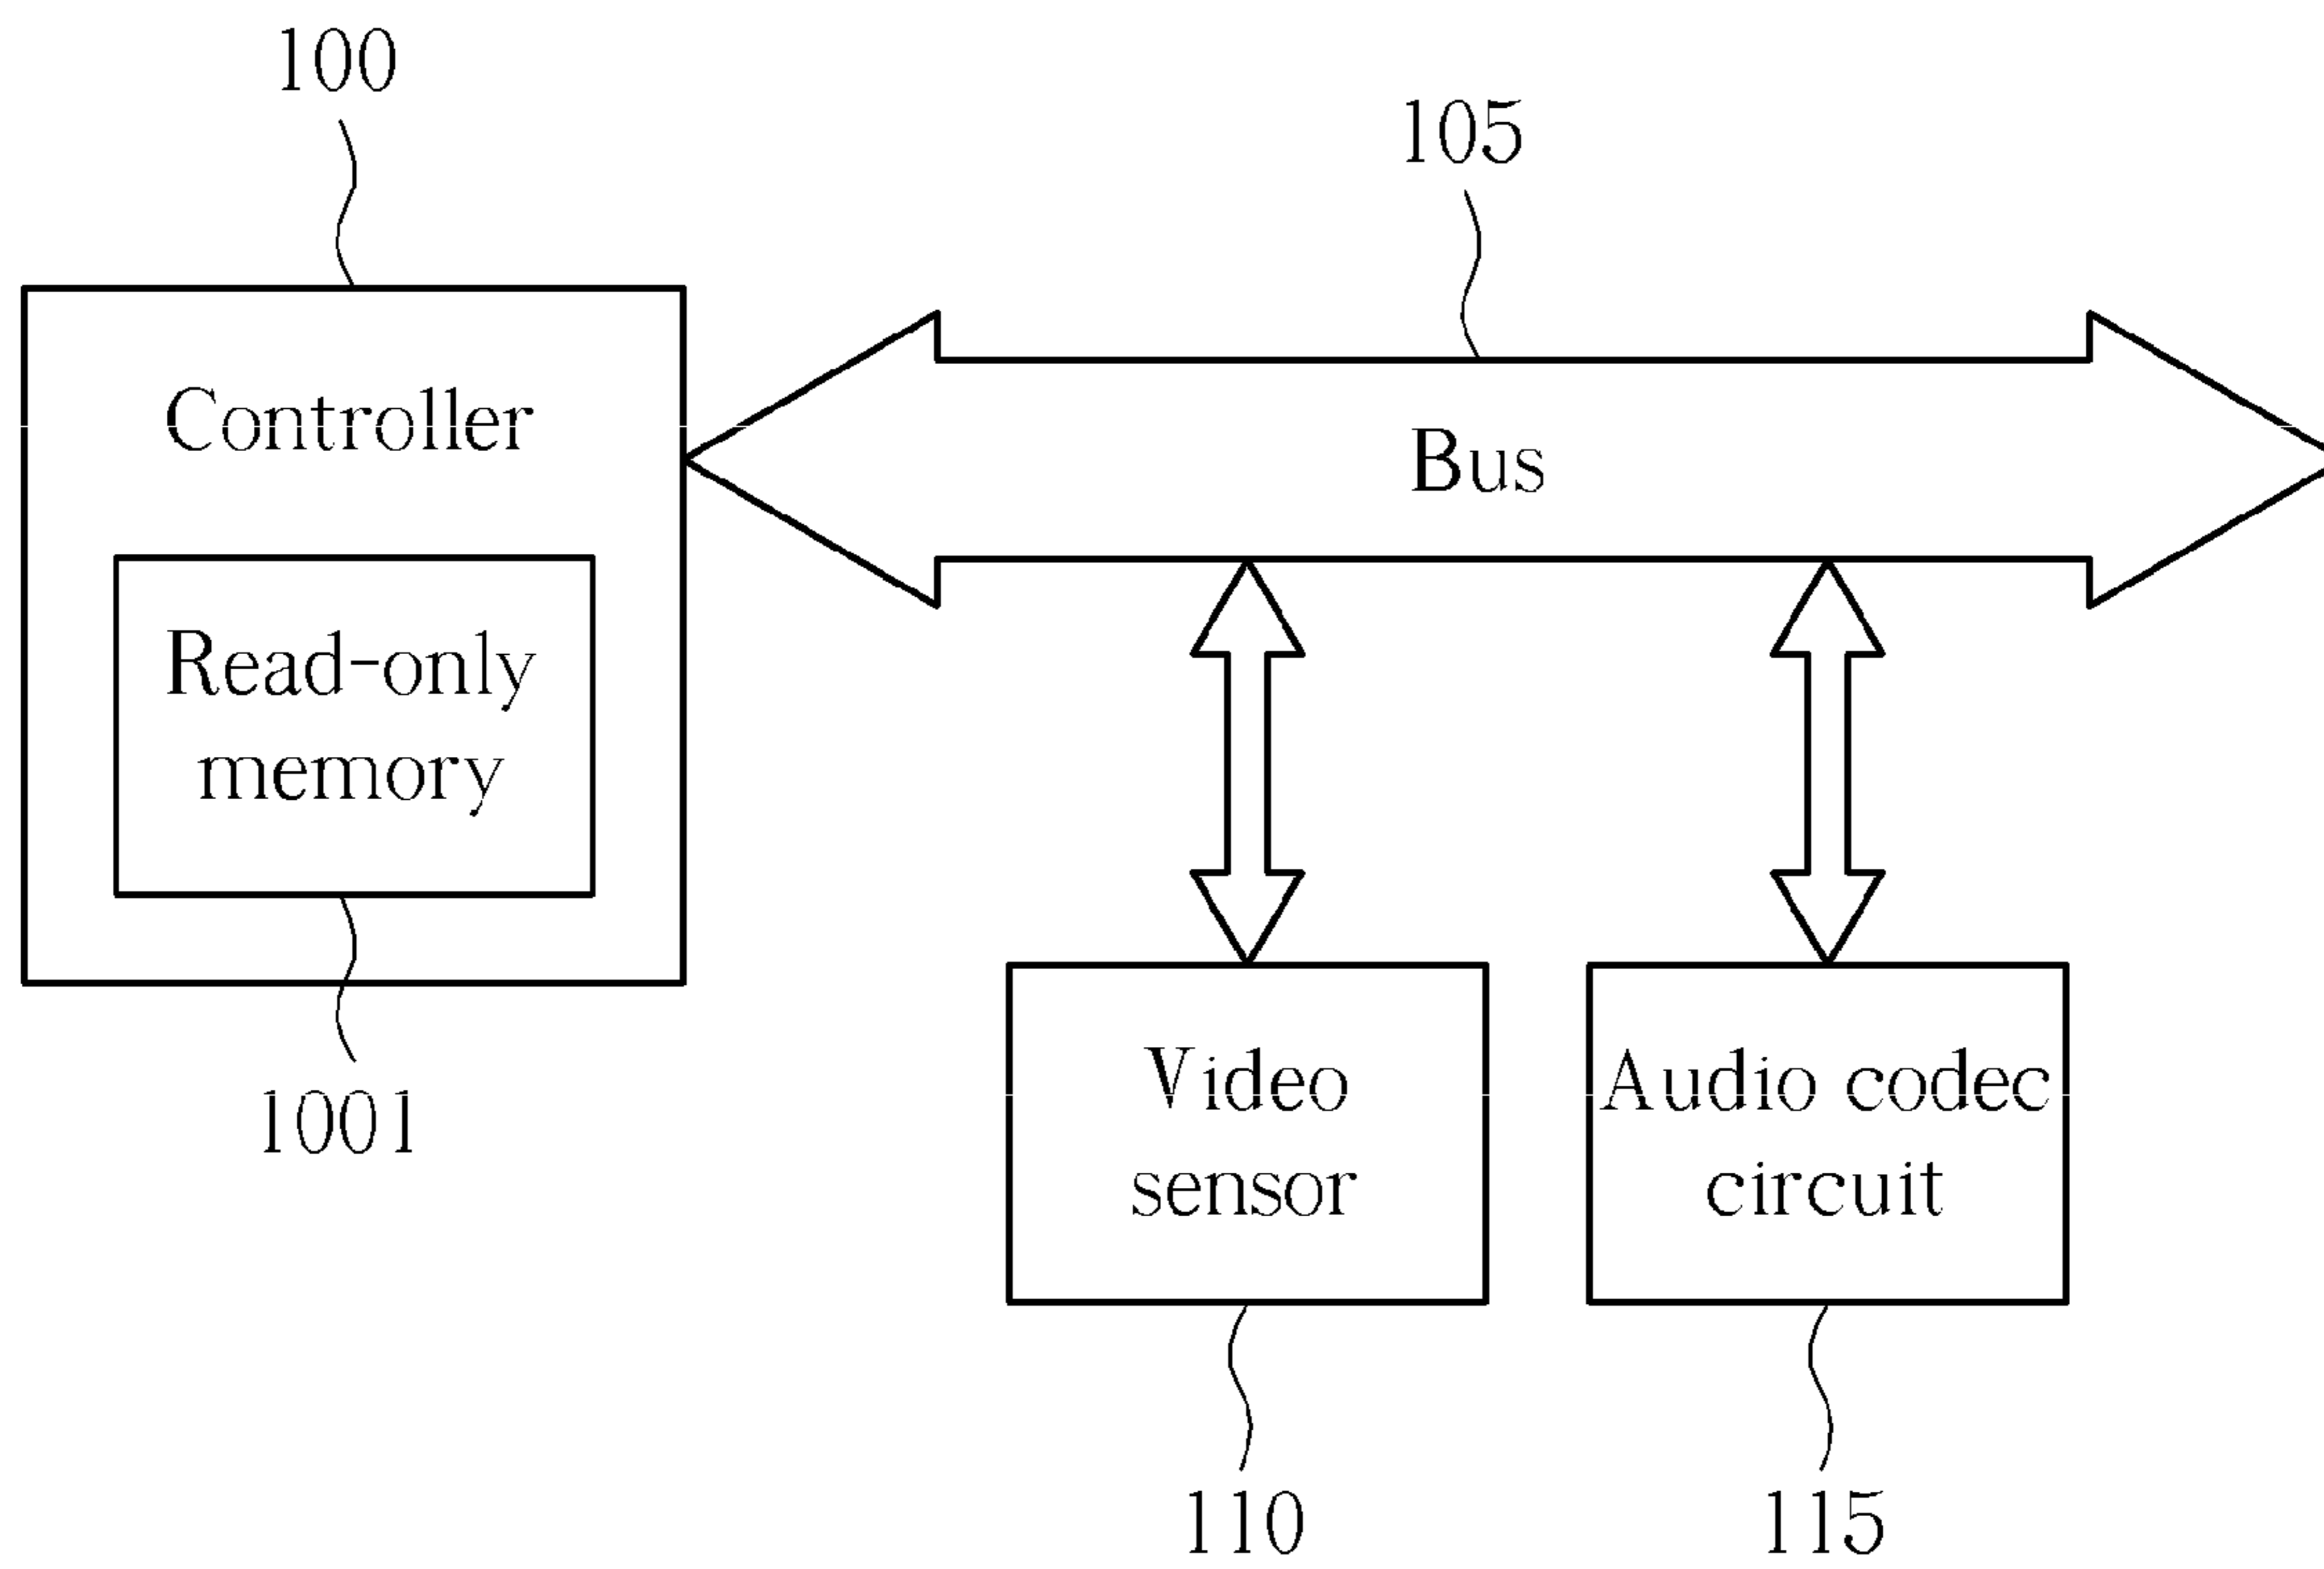 100
105
Controller
Bus
Read-only
memory
1001
Video
sensor
Audio codec
circuit
110
115